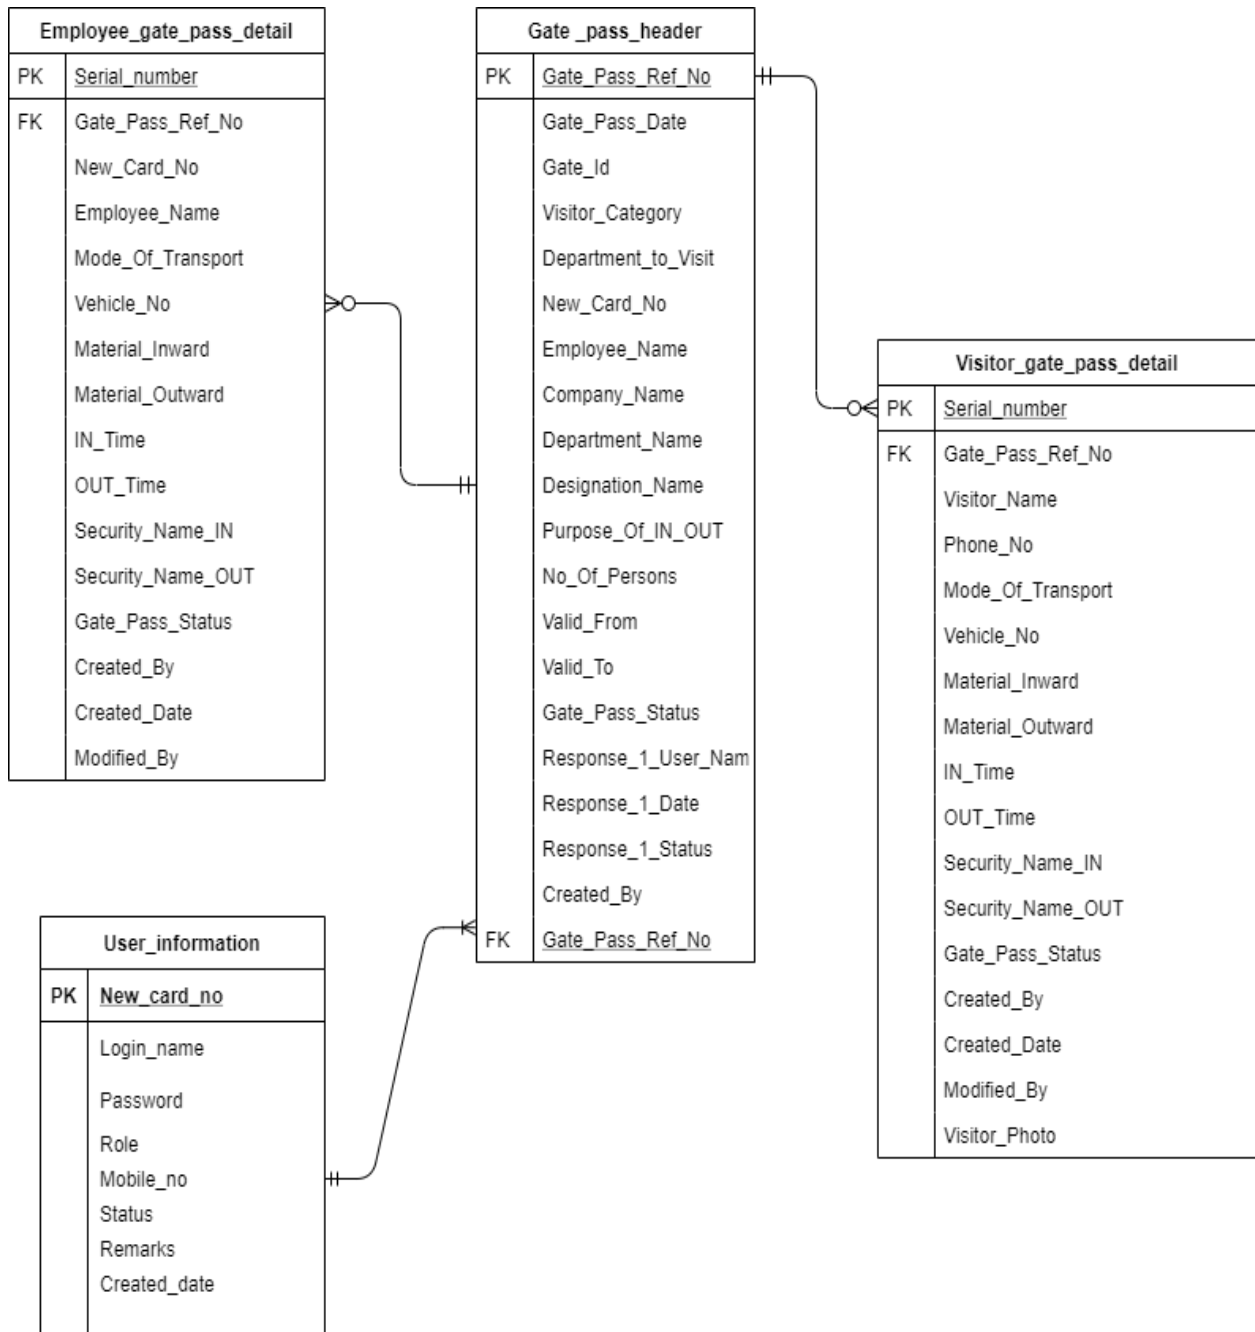 Employee_gate_pass_detail
PK Serial_number
FK Gate_Pass_Ref_No
New_Card_No
Employee_Name
Mode_Of_Transport
Vehicle_No
Material_Inward
Material_Outward
IN_Time
OUT_Time
Security_Name_IN
Security_Name_OUT
Gate_Pass_Status
Created_By
Created_Date
Modified_By
Gate _pass_header
PK Gate_Pass_Ref_No
Gate_Pass_Date
Gate_Id
Visitor_Category
Department_to_Visit
New_Card_No
Employee_Name
Company_Name
Department_Name
Designation_Name
Purpose_Of_IN_OUT
No_Of_Persons
Valid_From
Valid_To
Gate_Pass_Status
Response_1_User_Nam
Response_1_Date
Response_1_Status
Created_By
FK Gate_Pass_Ref_No
Visitor_gate_pass_detail
PK Serial_number
FK Gate_Pass_Ref_No
Visitor_Name
Phone_No
Mode_Of_Transport
Vehicle_No
Material_Inward
Material_Outward
IN_Time
OUT_Time
Security_Name_IN
Security_Name_OUT
Gate_Pass_Status
Created_By
Created_Date
Modified_By
Visitor_Photo
User_information
PK New_card_no
Login_name
Password
Role
Mobile_no
Status
Remarks
Created_date